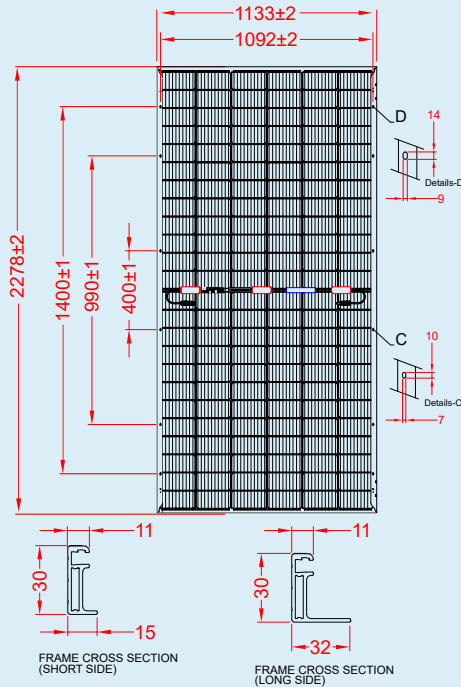 1133±2
1092±2
D
14
Details-D
9
2278±2
1400±1
990±1
400±1
C
10
Details-C
7
11
30
15
FRAME CROSS SECTION
(SHORT SIDE)
11
30
32
FRAME CROSS SECTION
(LONG SIDE)